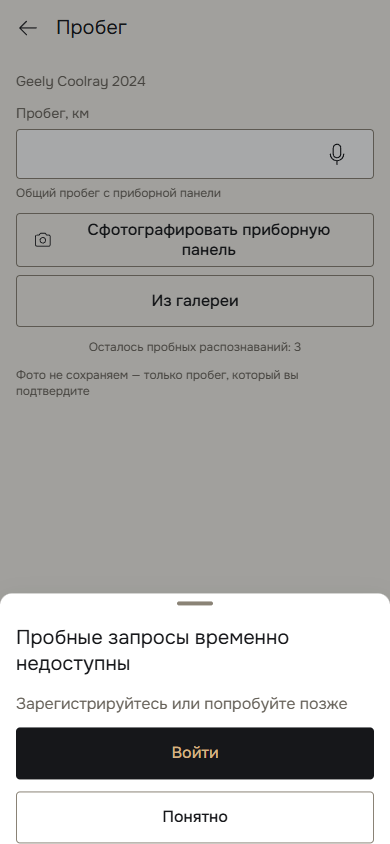 Пробег
Geely Coolray 2024
Пробег, км
Общий пробег с приборной панели
Сфотографировать приборную
панель
Из галереи
Осталось пробных распознаваний: 3
Фото не сохраняем — только пробег, который вы
подтвердите
Пробные запросы временно
недоступны
Зарегистрируйтесь или попробуйте позже
Войти
Понятно